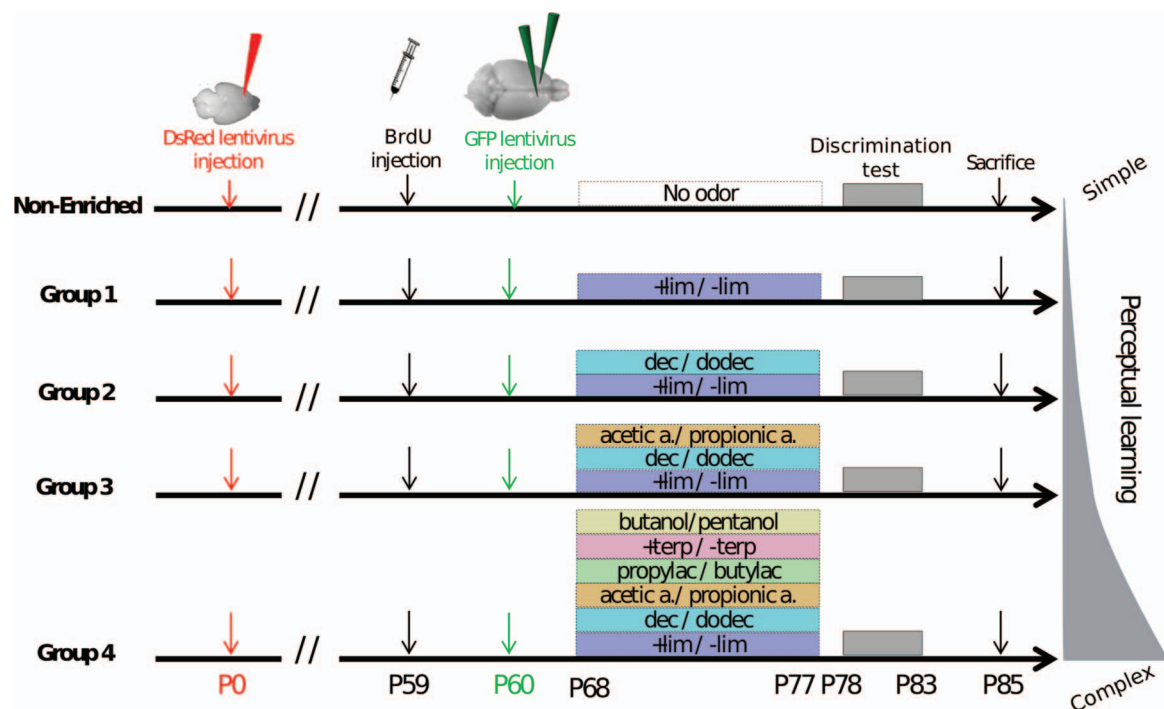 DsRed lentivirus
injection
BrdU
injection
GFP lentivirus
injection
Discrimination
test
Sacrifice
Simple
Non-Enriched
//
No odor
Group 1
//
+lim / -lim
Perceptual learning
Group 2
//
dec / dodec
+lim / -lim
Group 3
//
acetic a./ propionic a.
dec / dodec
+lim / -lim
Group 4
//
butanol/pentanol
+terp / -terp
propylac / butylac
acetic a./ propionic a.
dec / dodec
+lim / -lim
P0
P59
P60
P68
P77
P78
P83
P85
Complex